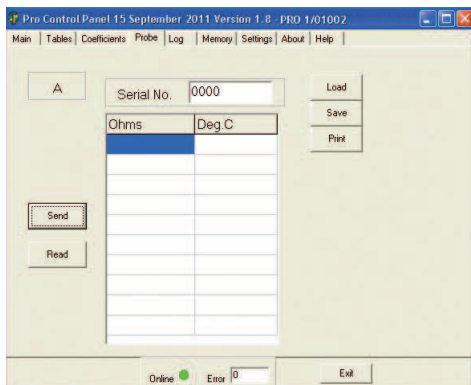 Pro Control Panel 15 September 2011 Version 1.8 - PRO 1/01002
Main Tables Coefficients Probe Log Memory Settings About Help
A
Serial No. 0000
Load
Save
Print
Ohms Deg.C
Send
Read
Online Error 0
Exit